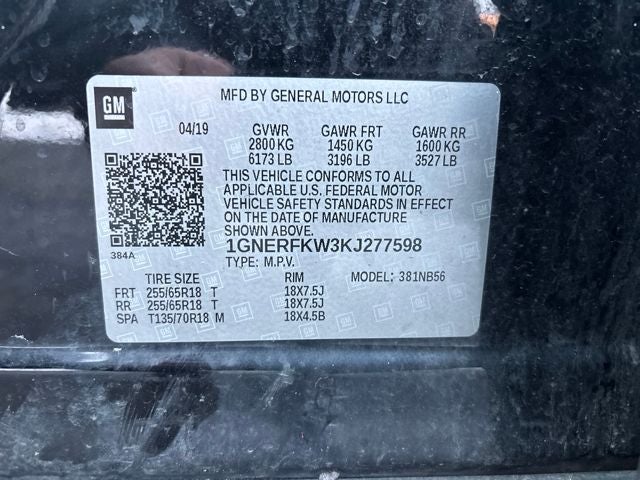 GM
MFD BY GENERAL MOTORS LLC
04/19 GVWR GAWR FRT GAWR RR
2800 KG 1450 KG 1600 KG
6173 LB 3196 LB 3527 LB
THIS VEHICLE CONFORMS TO ALL
APPLICABLE U.S. FEDERAL MOTOR
VEHICLE SAFETY STANDARDS IN EFFECT
ON THE DATE OF MANUFACTURE
SHOWN ABOVE.
384A
1GNERFKW3KJ277598
TYPE: M.P.V.
TIRE SIZE RIM MODEL: 381NB56
FRT 255/65R18 T 18X7.5J
RR 255/65R18 T 18X7.5J
SPA T135/70R18 M 18X4.5B